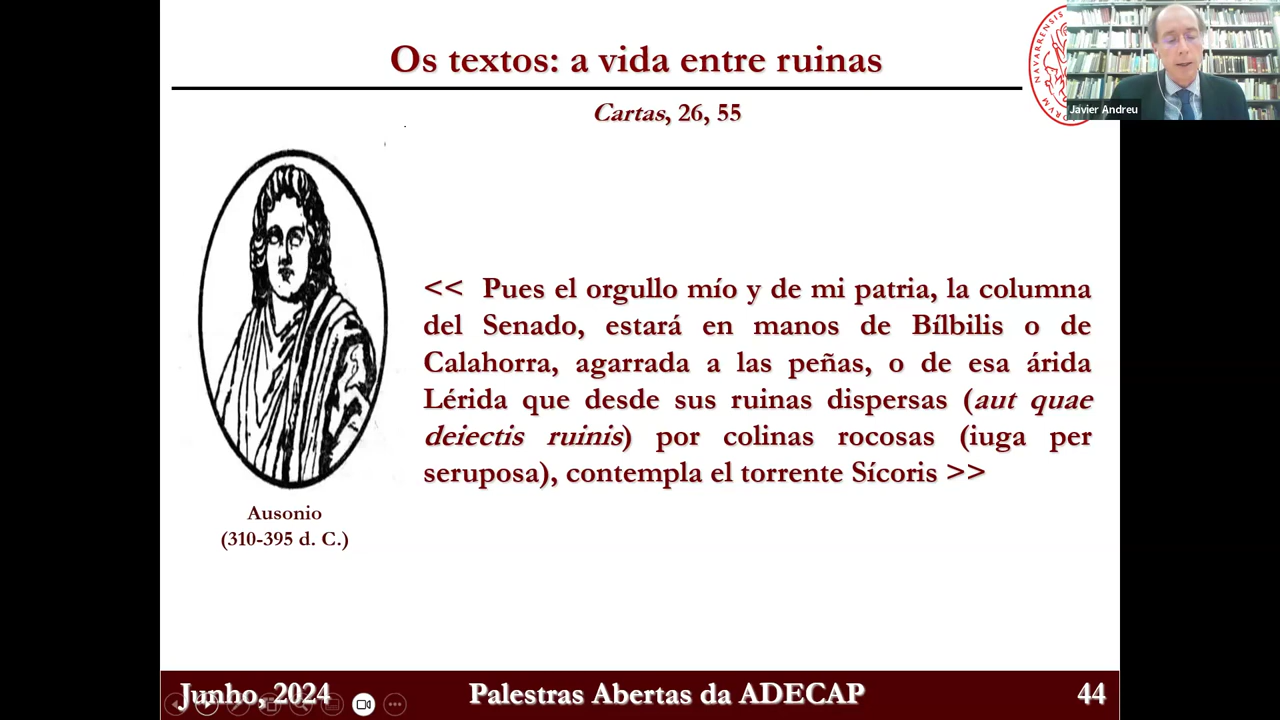 Os textos: a vida entre ruinas
Cartas, 26, 55
NAVARRENSIS
Javier Andreu
<< Pues el orgullo mío y de mi patria, la columna
del Senado, estará en manos de Bílbilis o de
Calahorra, agarrada a las peñas, o de esa árida
Lérida que desde sus ruinas dispersas (aut quae
deiectis ruinis) por colinas rocosas (iuga per
seruposa), contempla el torrente Sícoris >>
Ausonio
(310-395 d. C.)
Junho, 2024
Palestras Abertas da ADECAP
44